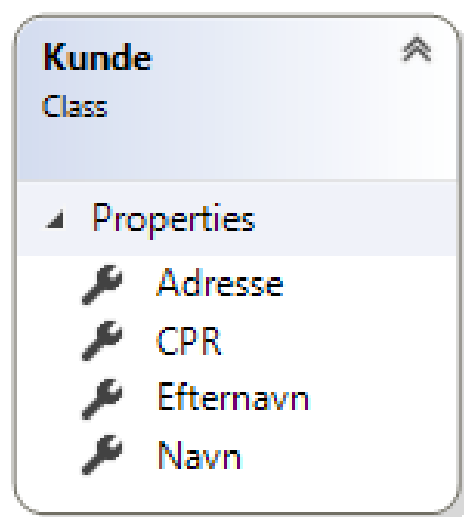 Kunde
Class
Properties
Adresse
CPR
Efternavn
Navn